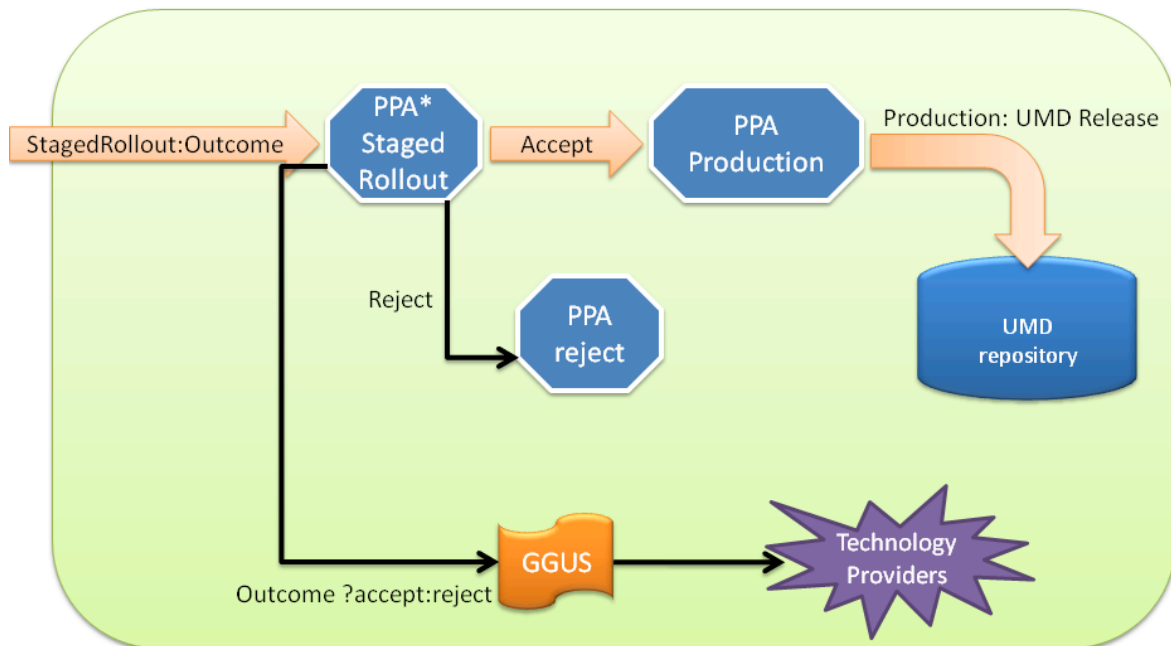 StagedRollout:Outcome
PPA*
Staged
Rollout
Accept
PPA
Production
Production: UMD Release
Reject
PPA
reject
UMD
repository
Outcome ?accept:reject
GGUS
Technology
Providers